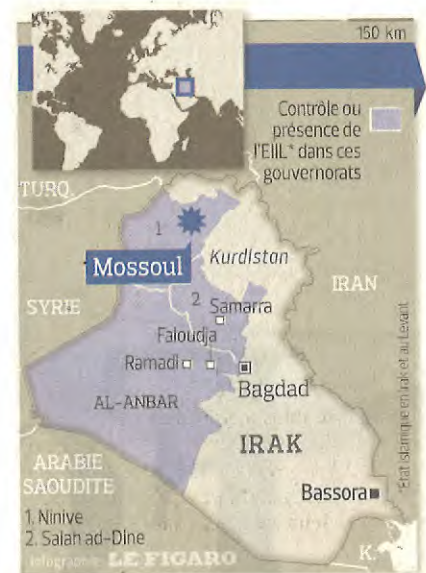 150 km
Contrôle ou
présence de
l'EIIL* dans ces
gouvernorats
TURQ.
1
Mossoul
Kurdistan
IRAN
SYRIE
2
Samarra
Faloudja
Ramadi
Bagdad
AL-ANBAR
IRAK
*État islamique en Irak et au Levant
ARABIE
SAOUDITE
Bassora
1. Ninive
2. Salah ad-Dine
K.
Infographie LE FIGARO